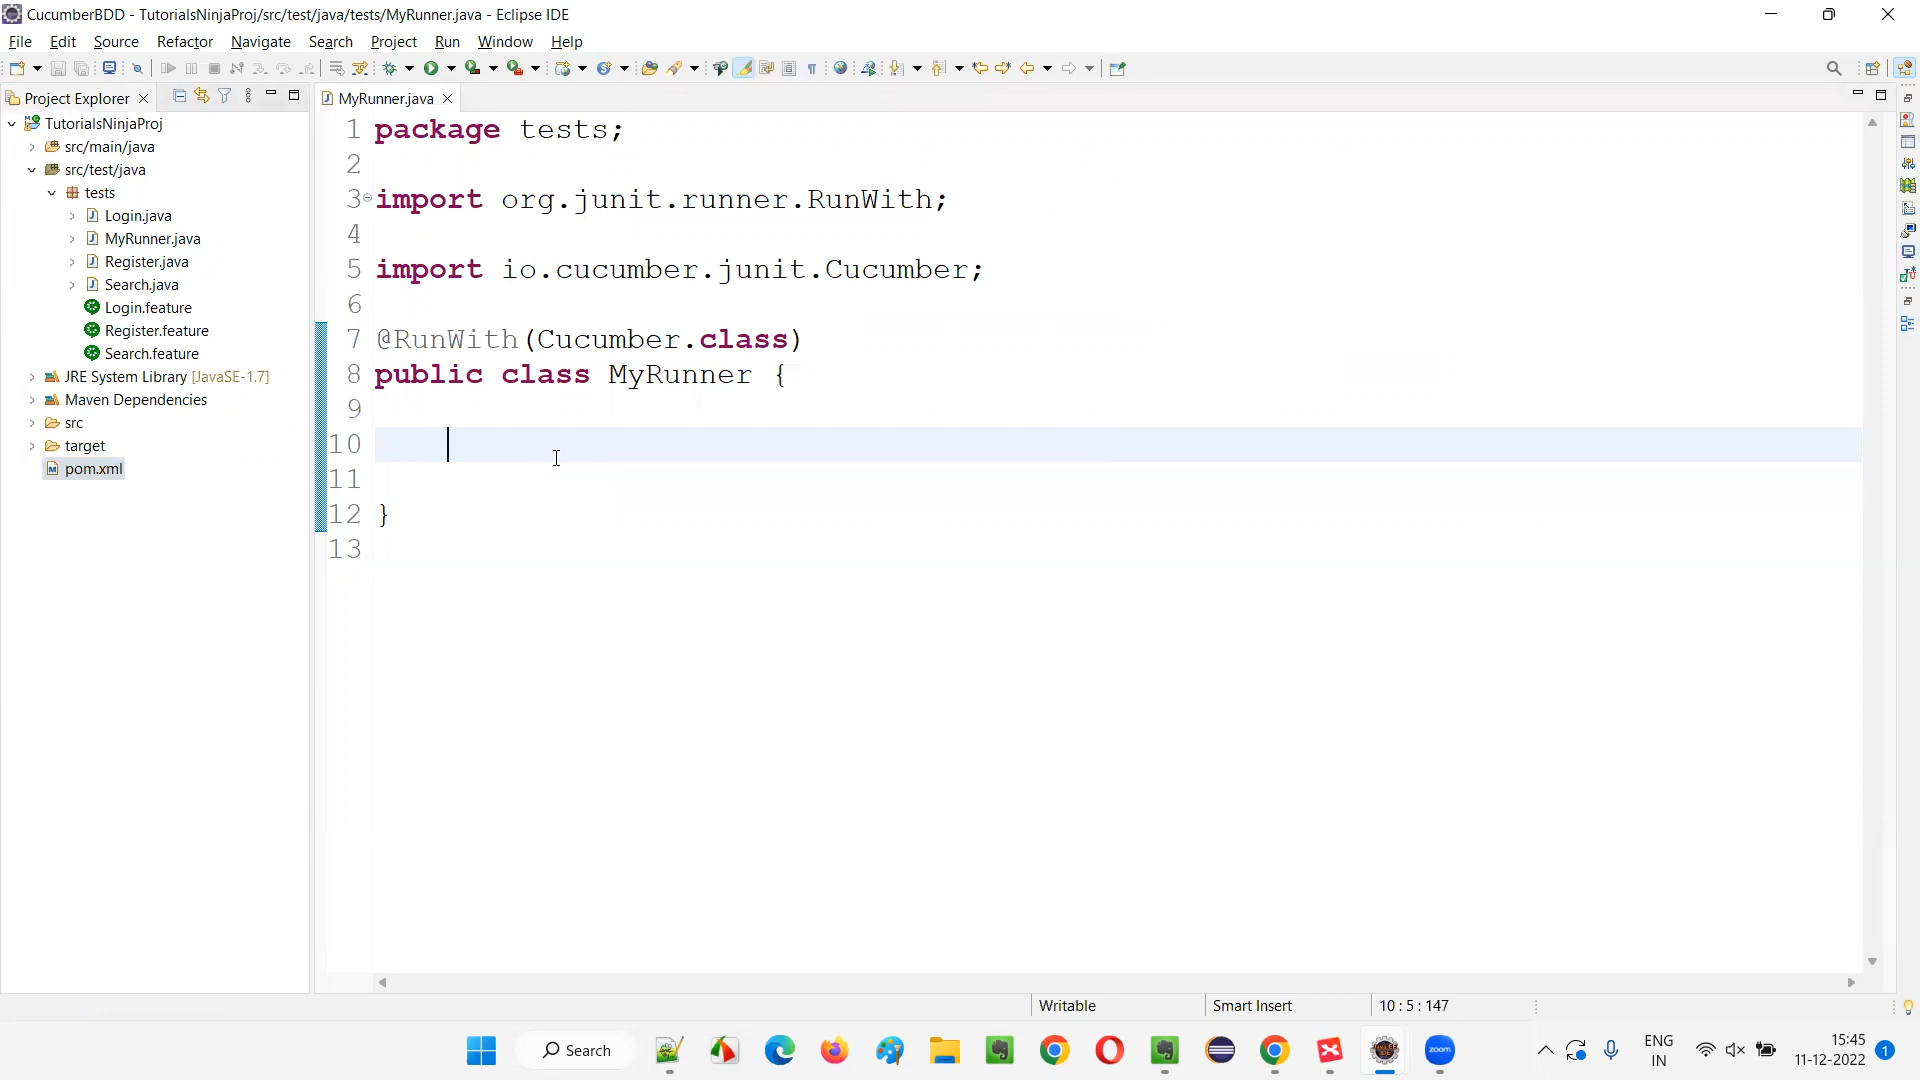 CucumberBDD - TutorialsNinjaProj/src/test/java/tests/MyRunner.java - Eclipse IDE
File Edit Source Refactor Navigate Search Project Run Window Help
Project Explorer
MyRunner.java
TutorialsNinjaProj
src/main/java
src/test/java
tests
Login.java
MyRunner.java
Register.java
Search.java
Login.feature
Register.feature
Search.feature
JRE System Library [JavaSE-1.7]
Maven Dependencies
src
target
pom.xml
1 package tests;
2
3 import org.junit.runner.RunWith;
4
5 import io.cucumber.junit.Cucumber;
6
7 @RunWith(Cucumber.class)
8 public class MyRunner {
9
10
11
12 }
13
Writable
Smart Insert
10 : 5 : 147
Search
zoom
ENG
IN
15:45
11-12-2022
1